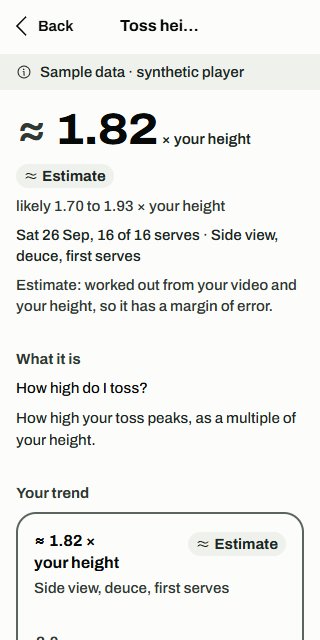 Back Toss hei...
Sample data · synthetic player
≈ 1.82 × your height
≈ Estimate
likely 1.70 to 1.93 × your height
Sat 26 Sep, 16 of 16 serves · Side view,
deuce, first serves
Estimate: worked out from your video and
your height, so it has a margin of error.
What it is
How high do I toss?
How high your toss peaks, as a multiple of
your height.
Your trend
≈ 1.82 ×
your height
≈ Estimate
Side view, deuce, first serves